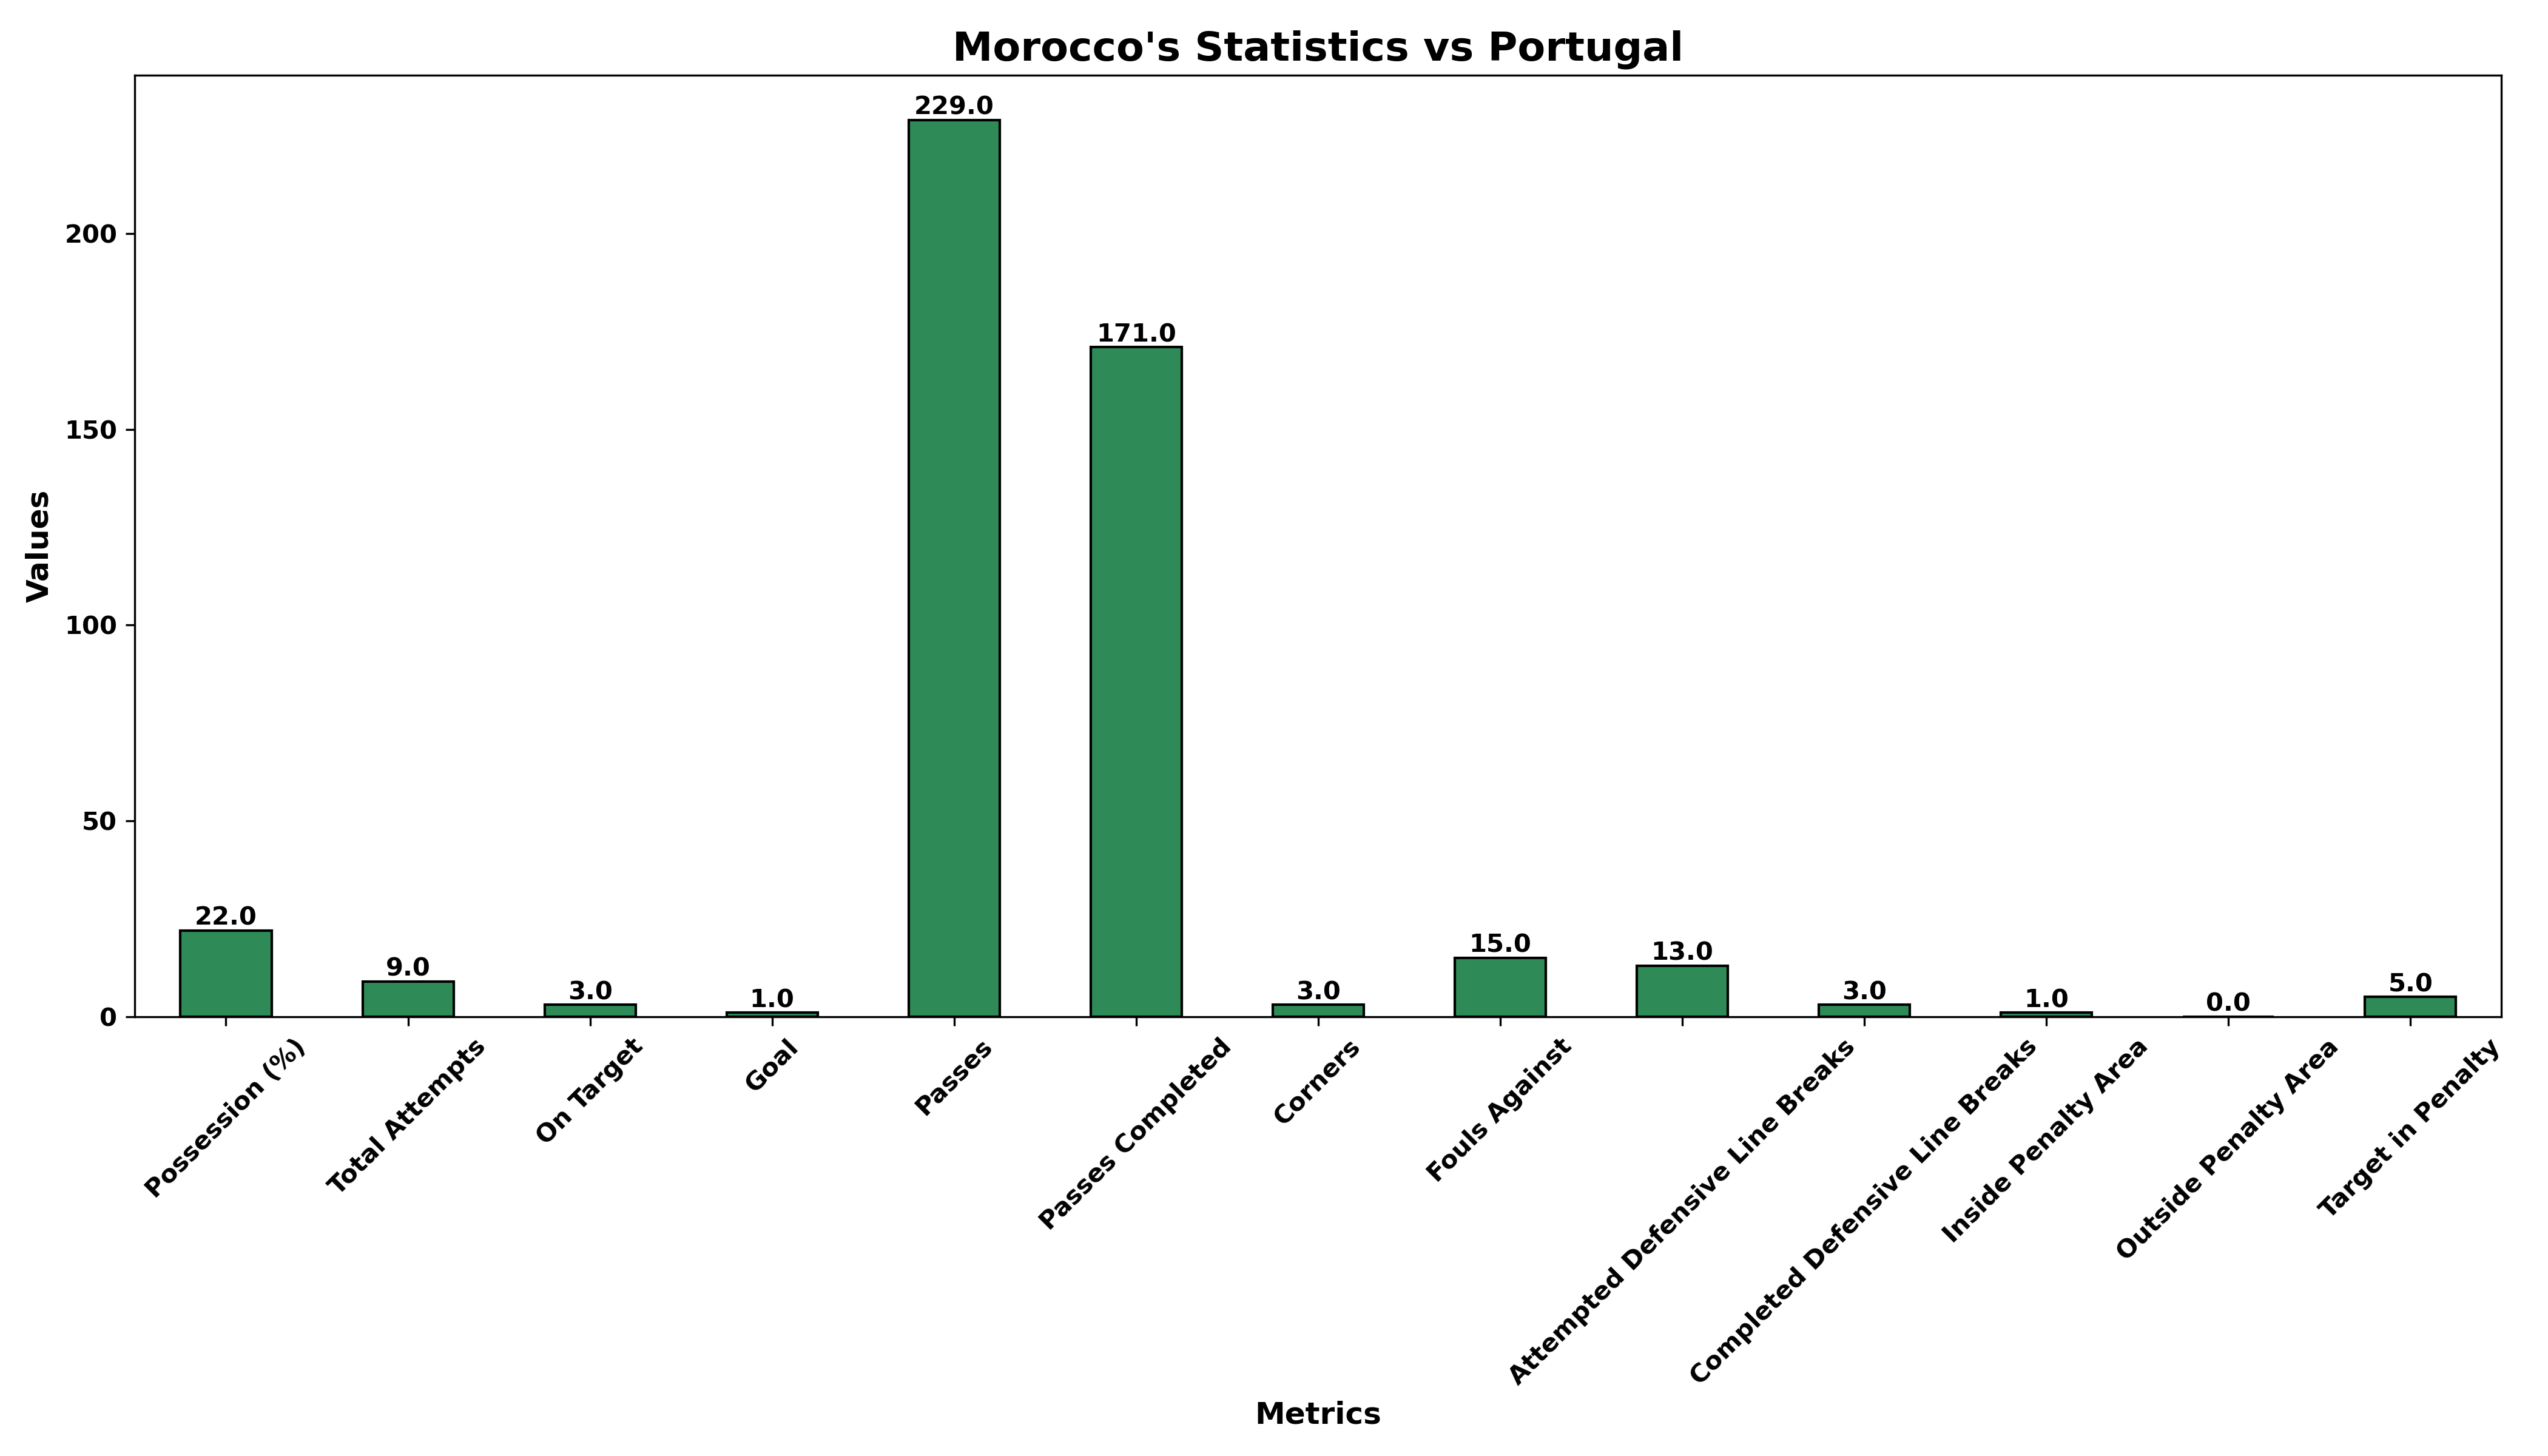 Morocco's Statistics vs Portugal
Values
200
150
100
50
0
22.0
9.0
3.0
1.0
229.0
171.0
3.0
15.0
13.0
3.0
1.0
0.0
5.0
Possession (%)
Total Attempts
On Target
Goal
Passes
Passes Completed
Corners
Fouls Against
Attempted Defensive Line Breaks
Completed Defensive Line Breaks
Inside Penalty Area
Outside Penalty Area
Target in Penalty
Metrics